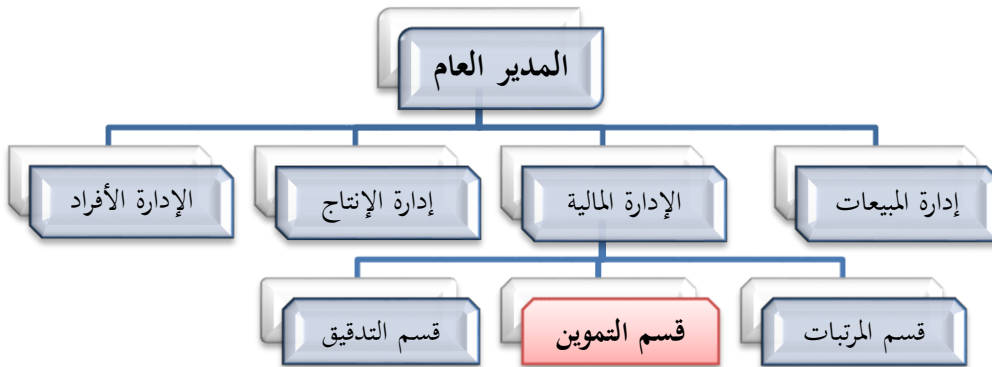 المدير العام
إدارة المبيعات
الإدارة المالية
إدارة الإنتاج
الإدارة الأفراد
قسم المرتبات
قسم التموين
قسم التدقيق